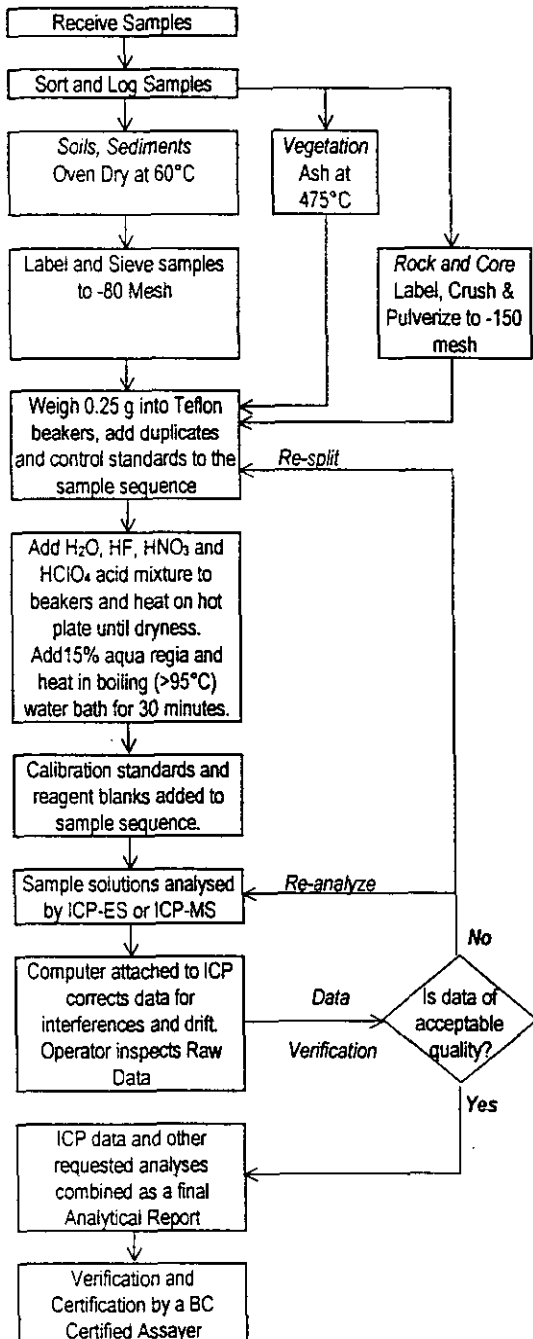 Receive Samples
Sort and Log Samples
Soils, Sediments
Oven Dry at 60°C
Vegetation
Ash at
475°C
Label and Sieve samples
to -80 Mesh
Rock and Core
Label, Crush &
Pulverize to -150
mesh
Weigh 0.25 g into Teflon
beakers, add duplicates
and control standards to the
sample sequence
Re-split
Add H₂O, HF, HNO₃ and
HClO₄ acid mixture to
beakers and heat on hot
plate until dryness.
Add15% aqua regia and
heat in boiling (>95°C)
water bath for 30 minutes.
Calibration standards and
reagent blanks added to
sample sequence.
Sample solutions analysed
by ICP-ES or ICP-MS
Re-analyze
No
Computer attached to ICP
corrects data for
interferences and drift.
Operator inspects Raw
Data
Data
Verification
Is data of
acceptable
quality?
Yes
ICP data and other
requested analyses
combined as a final
Analytical Report
Verification and
Certification by a BC
Certified Assayer